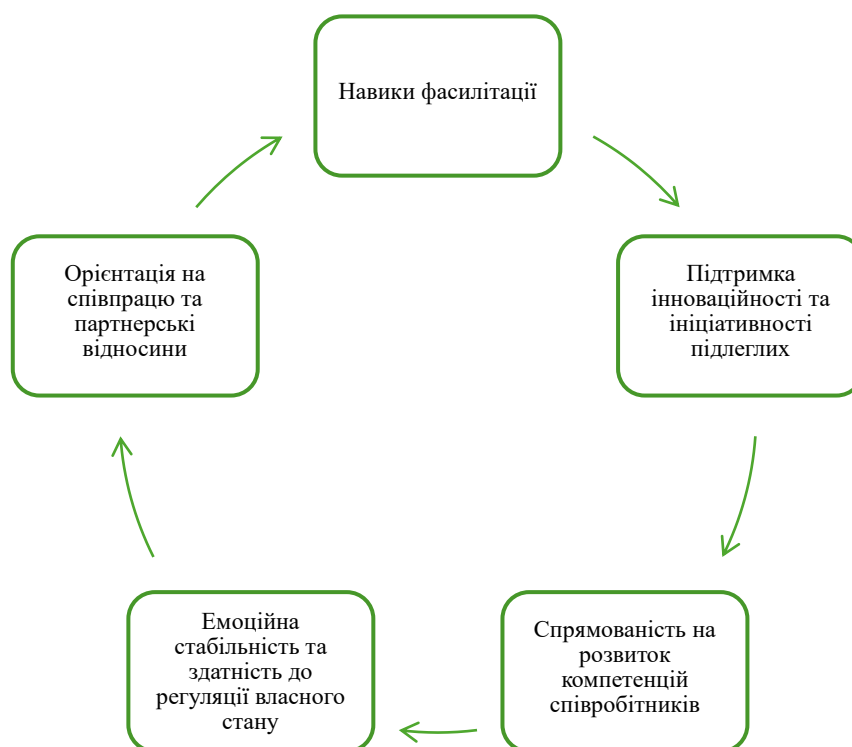 Навики фасилітації
Підтримка
інноваційності та
ініціативності
підлеглих
Спрямованість на
розвиток
компетенцій
співробітників
Емоційна
стабільність та
здатність до
регуляції власного
стану
Орієнтація на
співпрацю та
партнерські
відносини